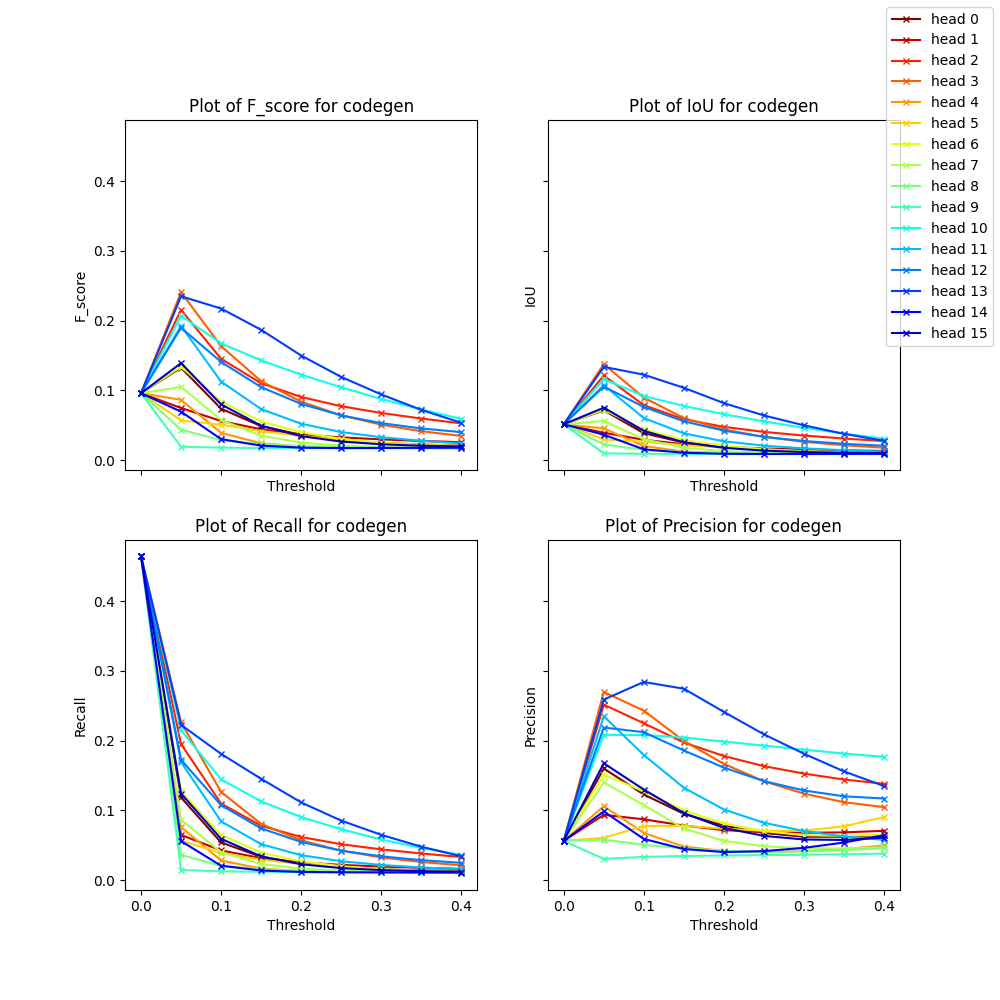 head 0
head 1
head 2
head 3
head 4
head 5
head 6
head 7
head 8
head 9
head 10
head 11
head 12
head 13
head 14
head 15
Plot of F_score for codegen
F_score
0.4
0.3
0.2
0.1
0.0
Threshold
Plot of IoU for codegen
IoU
Threshold
Plot of Recall for codegen
Recall
0.4
0.3
0.2
0.1
0.0
0.0 0.1 0.2 0.3 0.4
Threshold
Plot of Precision for codegen
Precision
0.0 0.1 0.2 0.3 0.4
Threshold